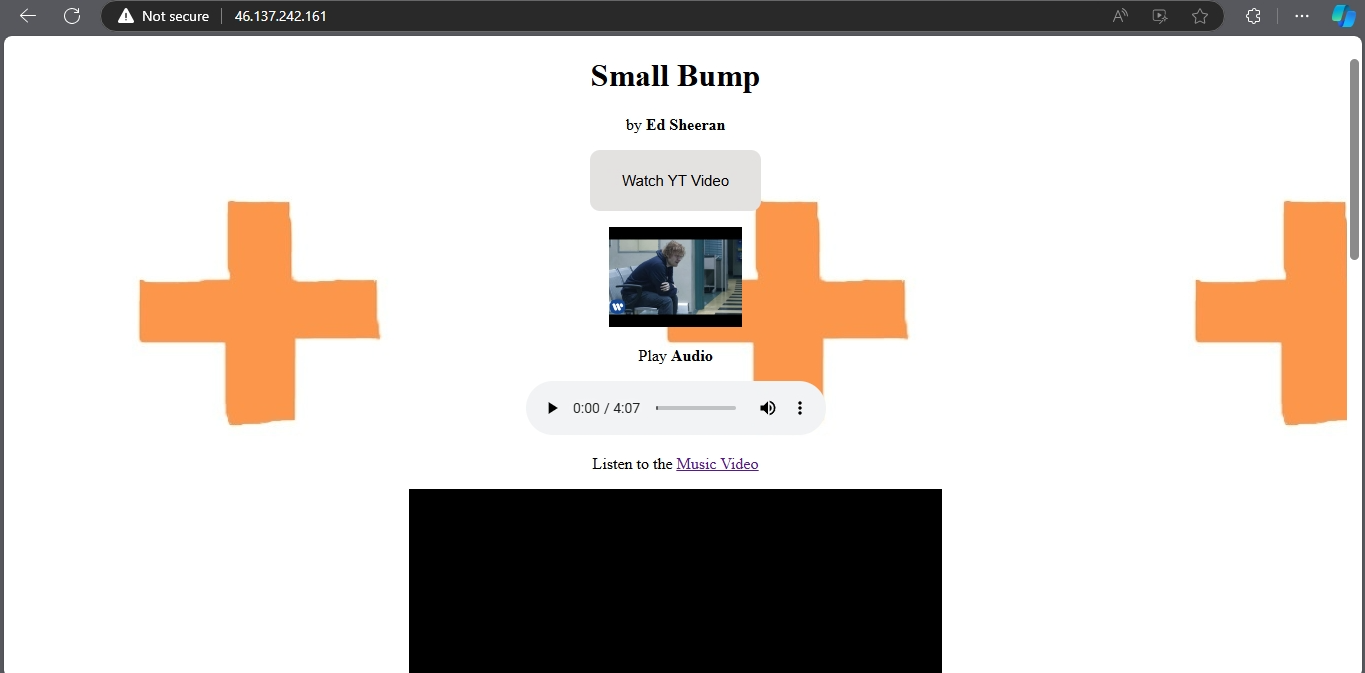 Not secure 46.137.242.161
Small Bump
by Ed Sheeran
Watch YT Video
Play Audio
0:00 / 4:07
Listen to the Music Video